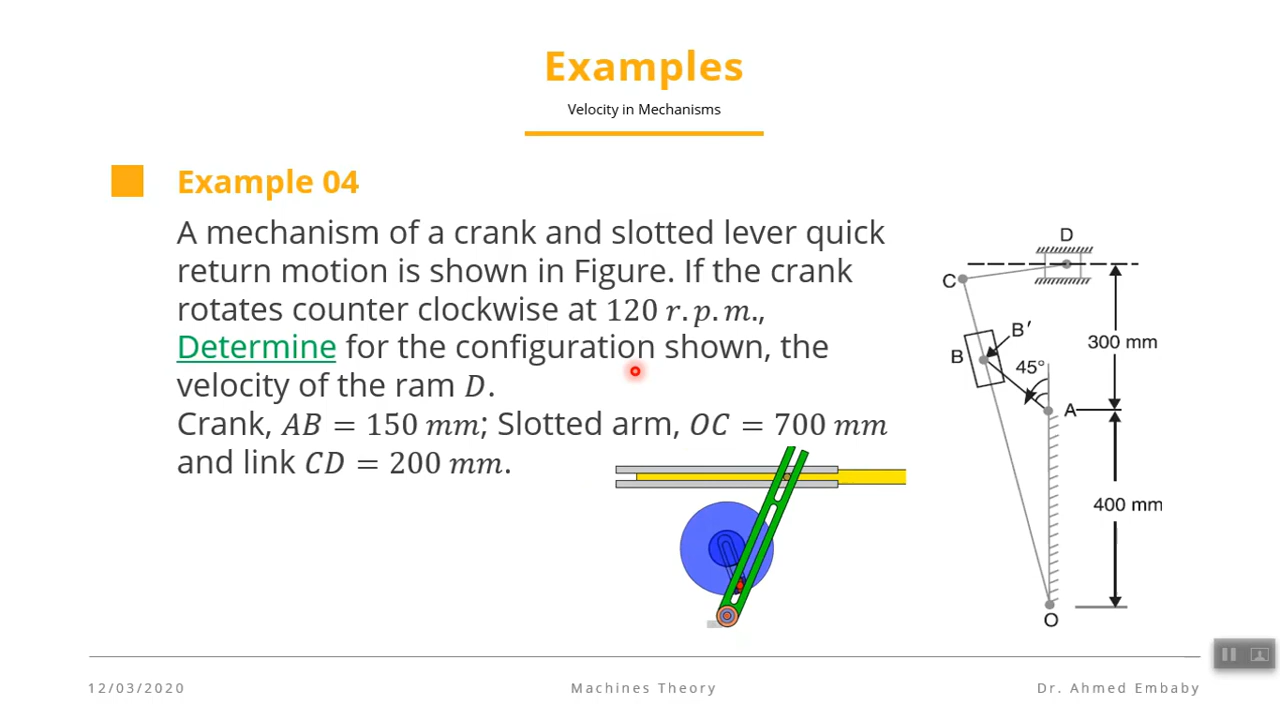 Examples
Velocity in Mechanisms
Example 04
A mechanism of a crank and slotted lever quick
return motion is shown in Figure. If the crank
rotates counter clockwise at 120 r.p.m.,
Determine for the configuration shown, the
velocity of the ram D.
Crank, AB = 150 mm; Slotted arm, OC = 700 mm
and link CD = 200 mm.
D
C
B′
B
45°
300 mm
A
400 mm
O
12/03/2020
Machines Theory
Dr. Ahmed Embaby